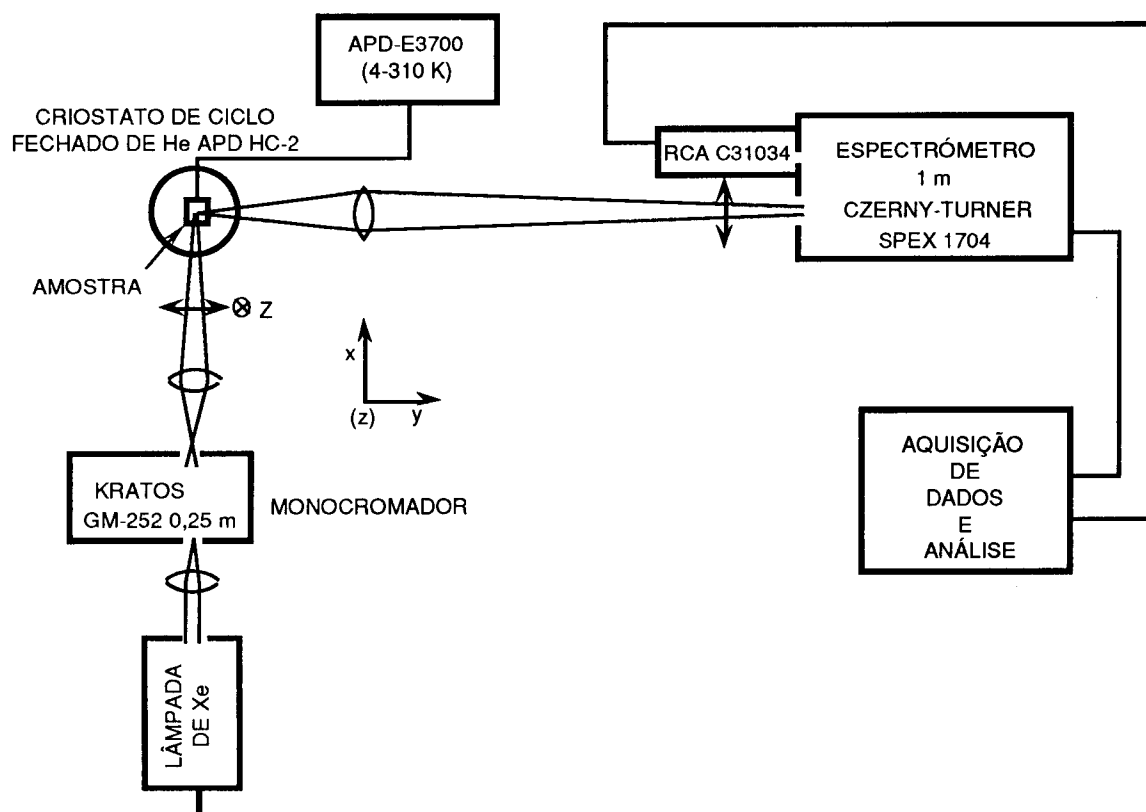 APD-E3700
(4-310 K)
CRIOSTATO DE CICLO
FECHADO DE He APD HC-2
RCA C31034
ESPECTRÓMETRO
1 m
CZERNY-TURNER
SPEX 1704
AMOSTRA
Z
x
(z)
y
KRATOS
GM-252 0,25 m
MONOCROMADOR
AQUISIÇÃO
DE
DADOS
E
ANÁLISE
LÂMPADA
DE Xe